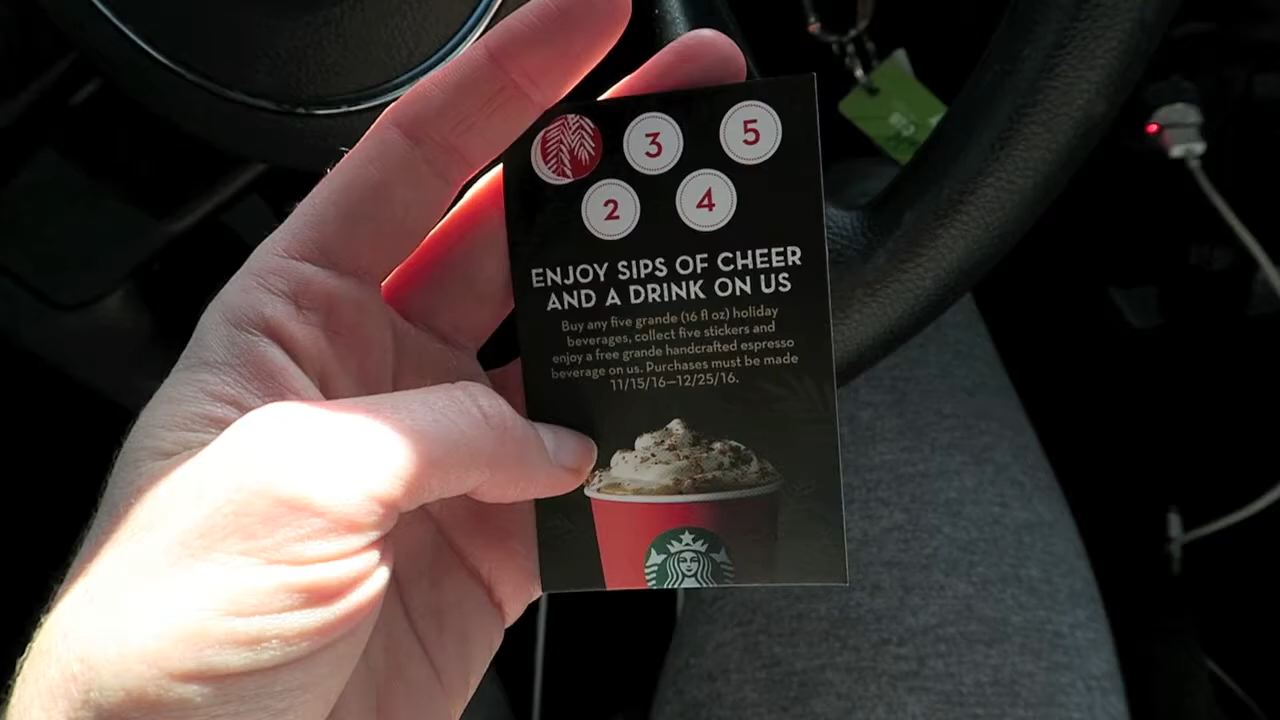 3 5
2 4
ENJOY SIPS OF CHEER
AND A DRINK ON US
Buy any five grande (16 fl oz) holiday
beverages, collect five stickers and
enjoy a free grande handcrafted espresso
beverage on us. Purchases must be made
11/15/16—12/25/16.